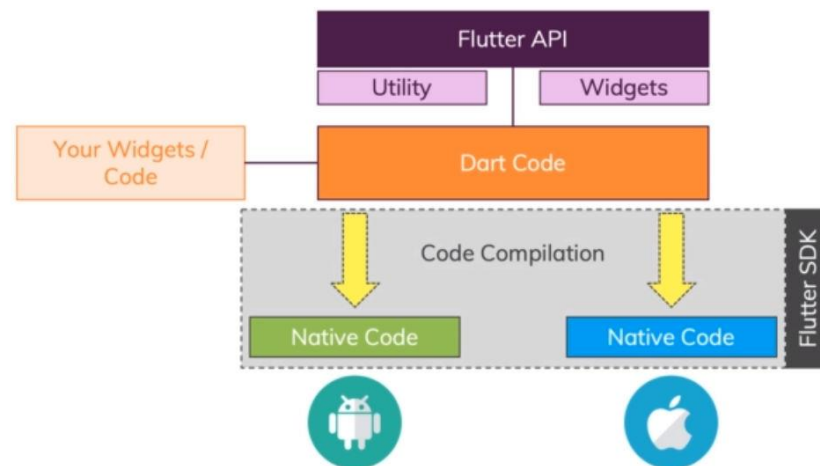 Flutter API
Utility
Widgets
Your Widgets /
Code
Dart Code
Code Compilation
Flutter SDK
Native Code
Native Code